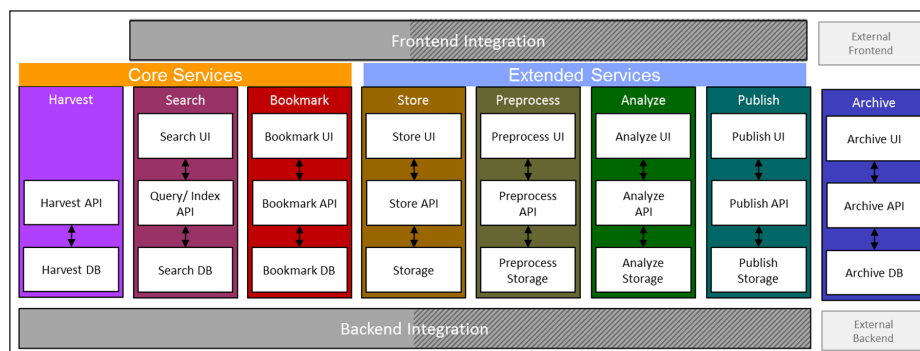 Frontend Integration
External
Frontend
Core Services
Extended Services
Harvest
Search
Bookmark
Store
Preprocess
Analyze
Publish
Archive
Search UI
Bookmark UI
Store UI
Preprocess UI
Analyze UI
Publish UI
Archive UI
Harvest API
Query/ Index
API
Bookmark API
Store API
Preprocess
API
Analyze
API
Publish API
Archive API
Harvest DB
Search DB
Bookmark DB
Storage
Preprocess
Storage
Analyze
Storage
Publish
Storage
Archive DB
Backend Integration
External
Backend